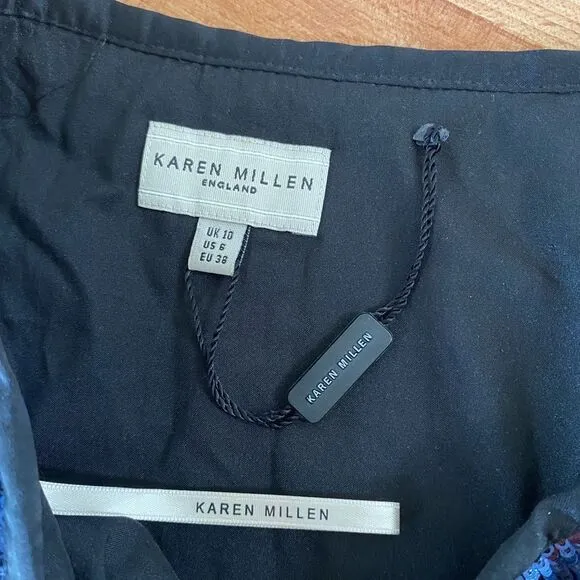 KAREN MILLEN
ENGLAND
UK 10
US 6
EU 38
KAREN MILLEN
KAREN MILLEN